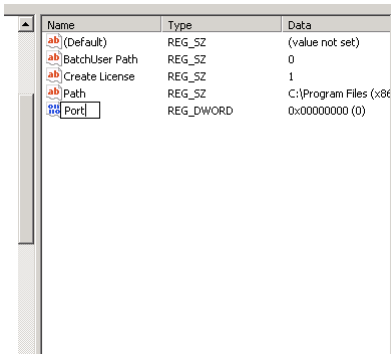 Name Type Data
(Default) REG_SZ (value not set)
BatchUser Path REG_SZ 0
Create License REG_SZ 1
Path REG_SZ C:\Program Files (x86
Port REG_DWORD 0x00000000 (0)